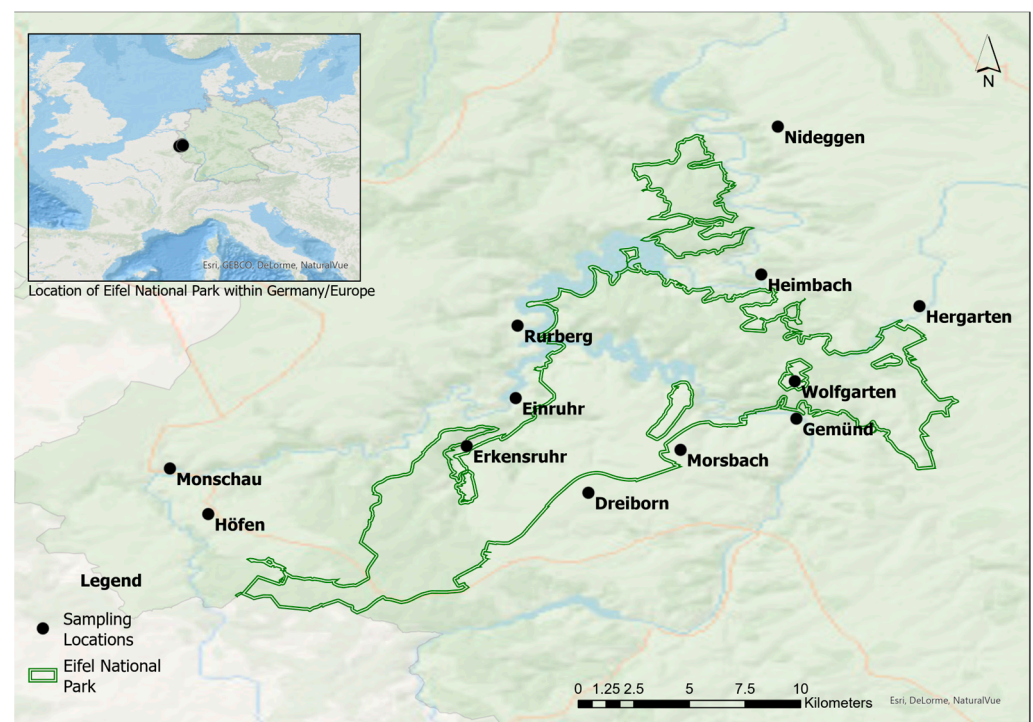 N
Esri, GEBCO, DeLorme, NaturalVue
Location of Eifel National Park within Germany/Europe
Nideggen
Heimbach
Hergarten
Rurberg
Wolfgarten
Einruhr
Gemünd
Erkensruhr
Morsbach
Monschau
Dreiborn
Höfen
Legend
Sampling
Locations
Eifel National
Park
0 1.25 2.5 5 7.5 10
Kilometers
Esri, DeLorme, NaturalVue